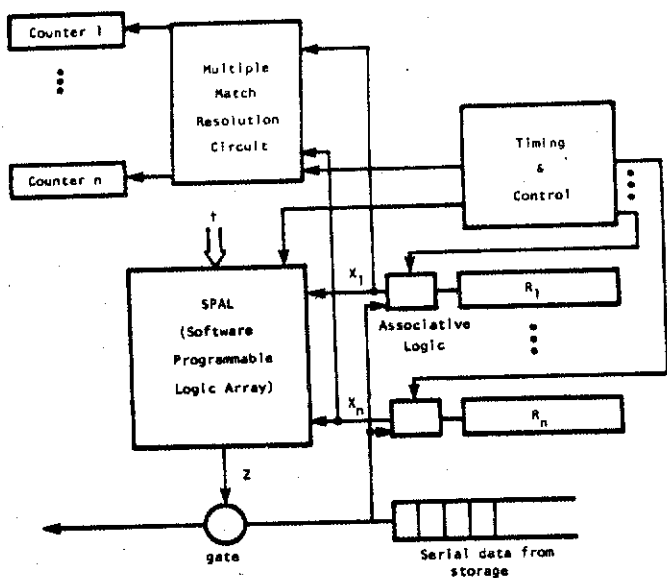 Counter 1
Multiple
Match
Resolution
Circuit
Timing
&
Control
Counter n
t
X1
R1
SPAL
(Software
Programmable
Logic Array)
Associative
Logic
Xn
Rn
Z
gate
Serial data from
storage